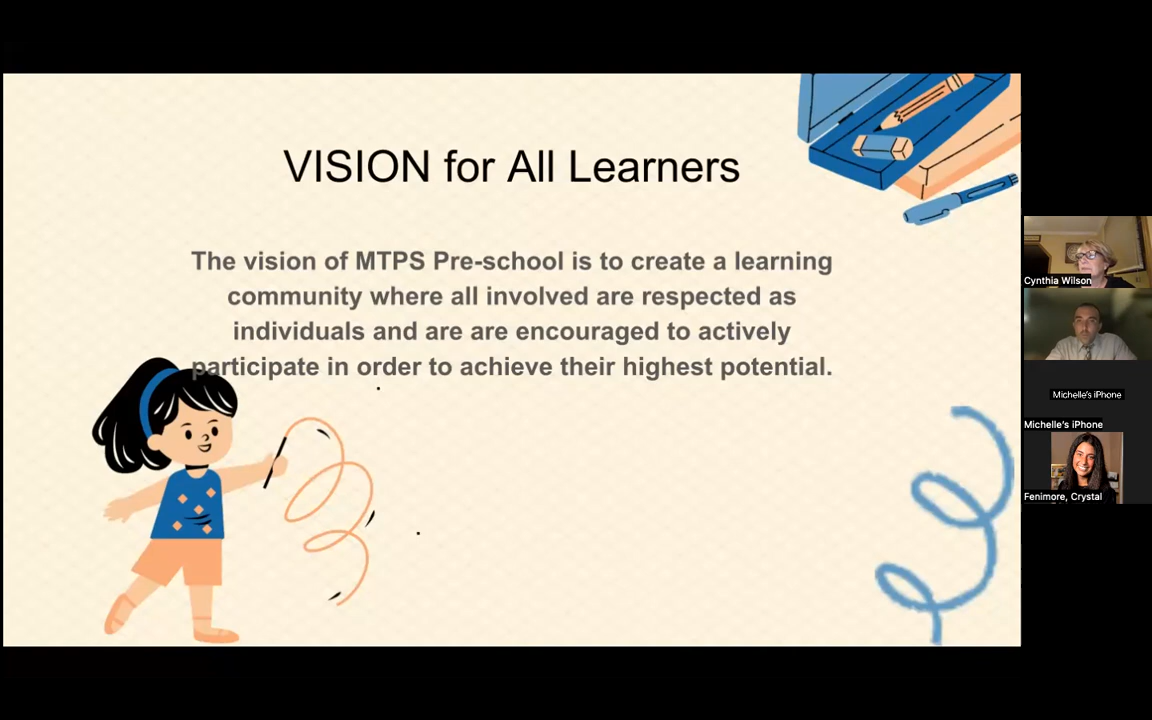 VISION for All Learners
The vision of MTPS Pre-school is to create a learning
community where all involved are respected as
individuals and are are encouraged to actively
participate in order to achieve their highest potential.
Cynthia Wilson
Michelle's iPhone
Michelle's iPhone
Fenimore, Crystal